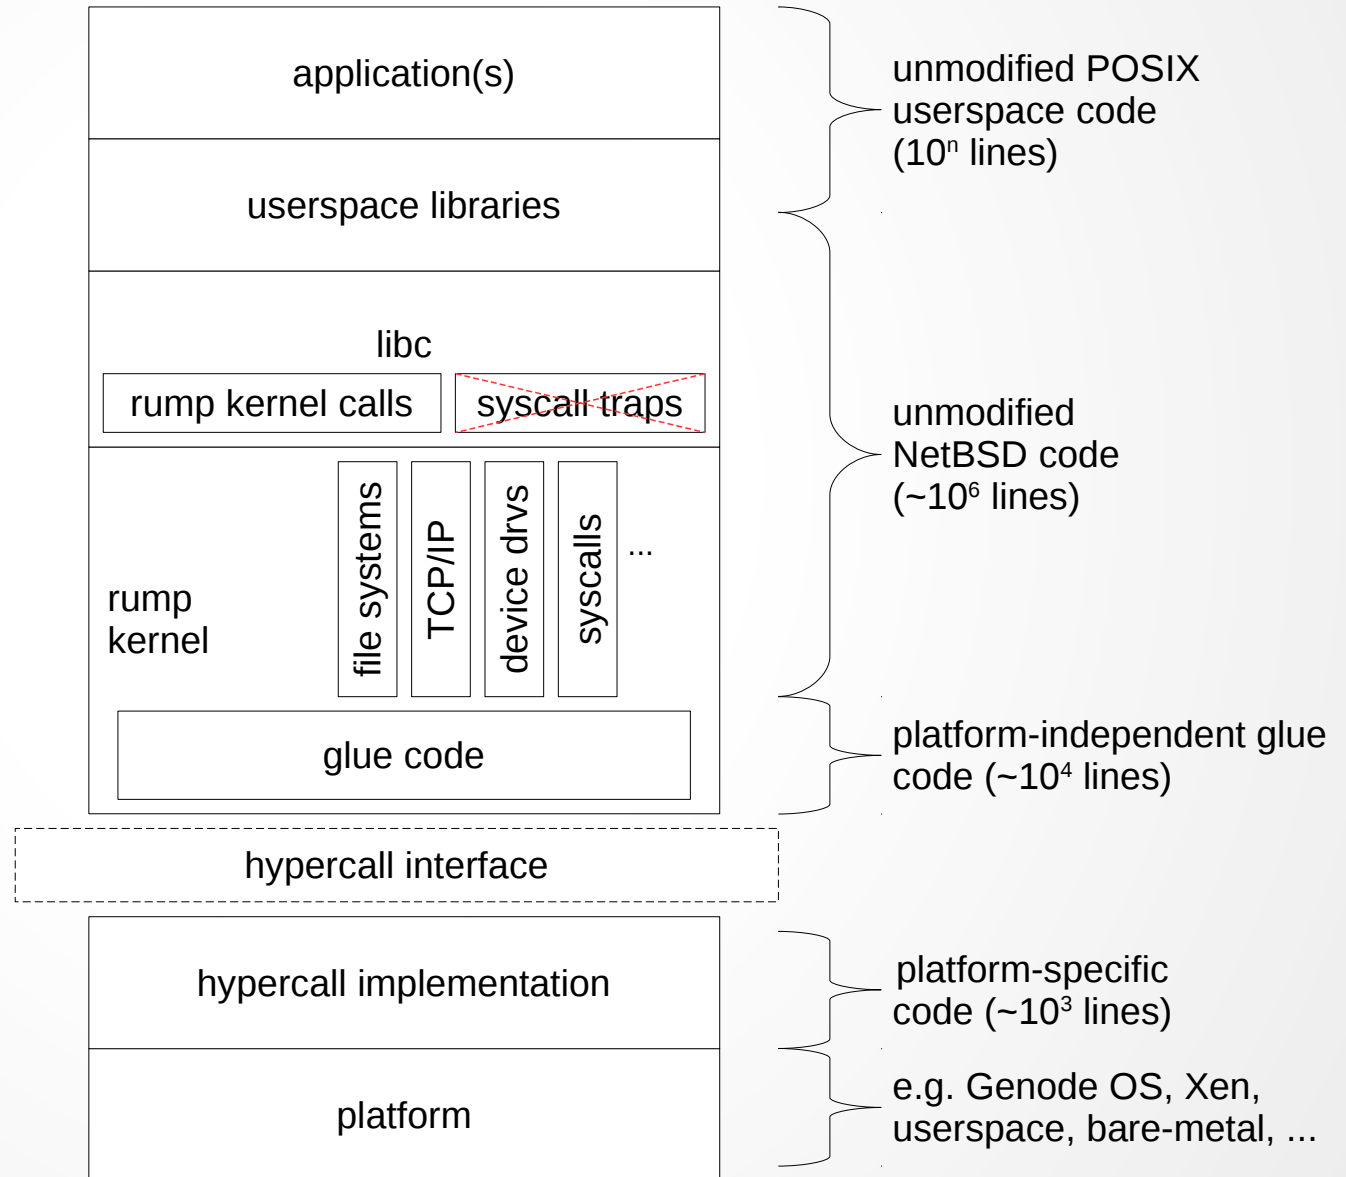 application(s)
unmodified POSIX
userspace code
(10ⁿ lines)
userspace libraries
libc
rump kernel calls
syscall traps
unmodified
NetBSD code
(~10⁶ lines)
file systems
TCP/IP
device drvs
syscalls
...
rump
kernel
glue code
platform-independent glue
code (~10⁴ lines)
hypercall interface
hypercall implementation
platform-specific
code (~10³ lines)
platform
e.g. Genode OS, Xen,
userspace, bare-metal, ...